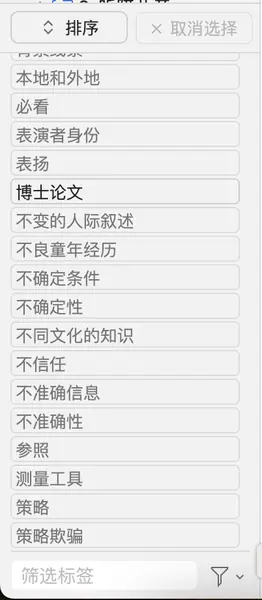 排序
× 取消选择
本地和外地
必看
表演者身份
表扬
博士论文
不变的人际叙述
不良童年经历
不确定条件
不确定性
不同文化的知识
不信任
不准确信息
不准确性
参照
测量工具
策略
策略欺骗
筛选标签